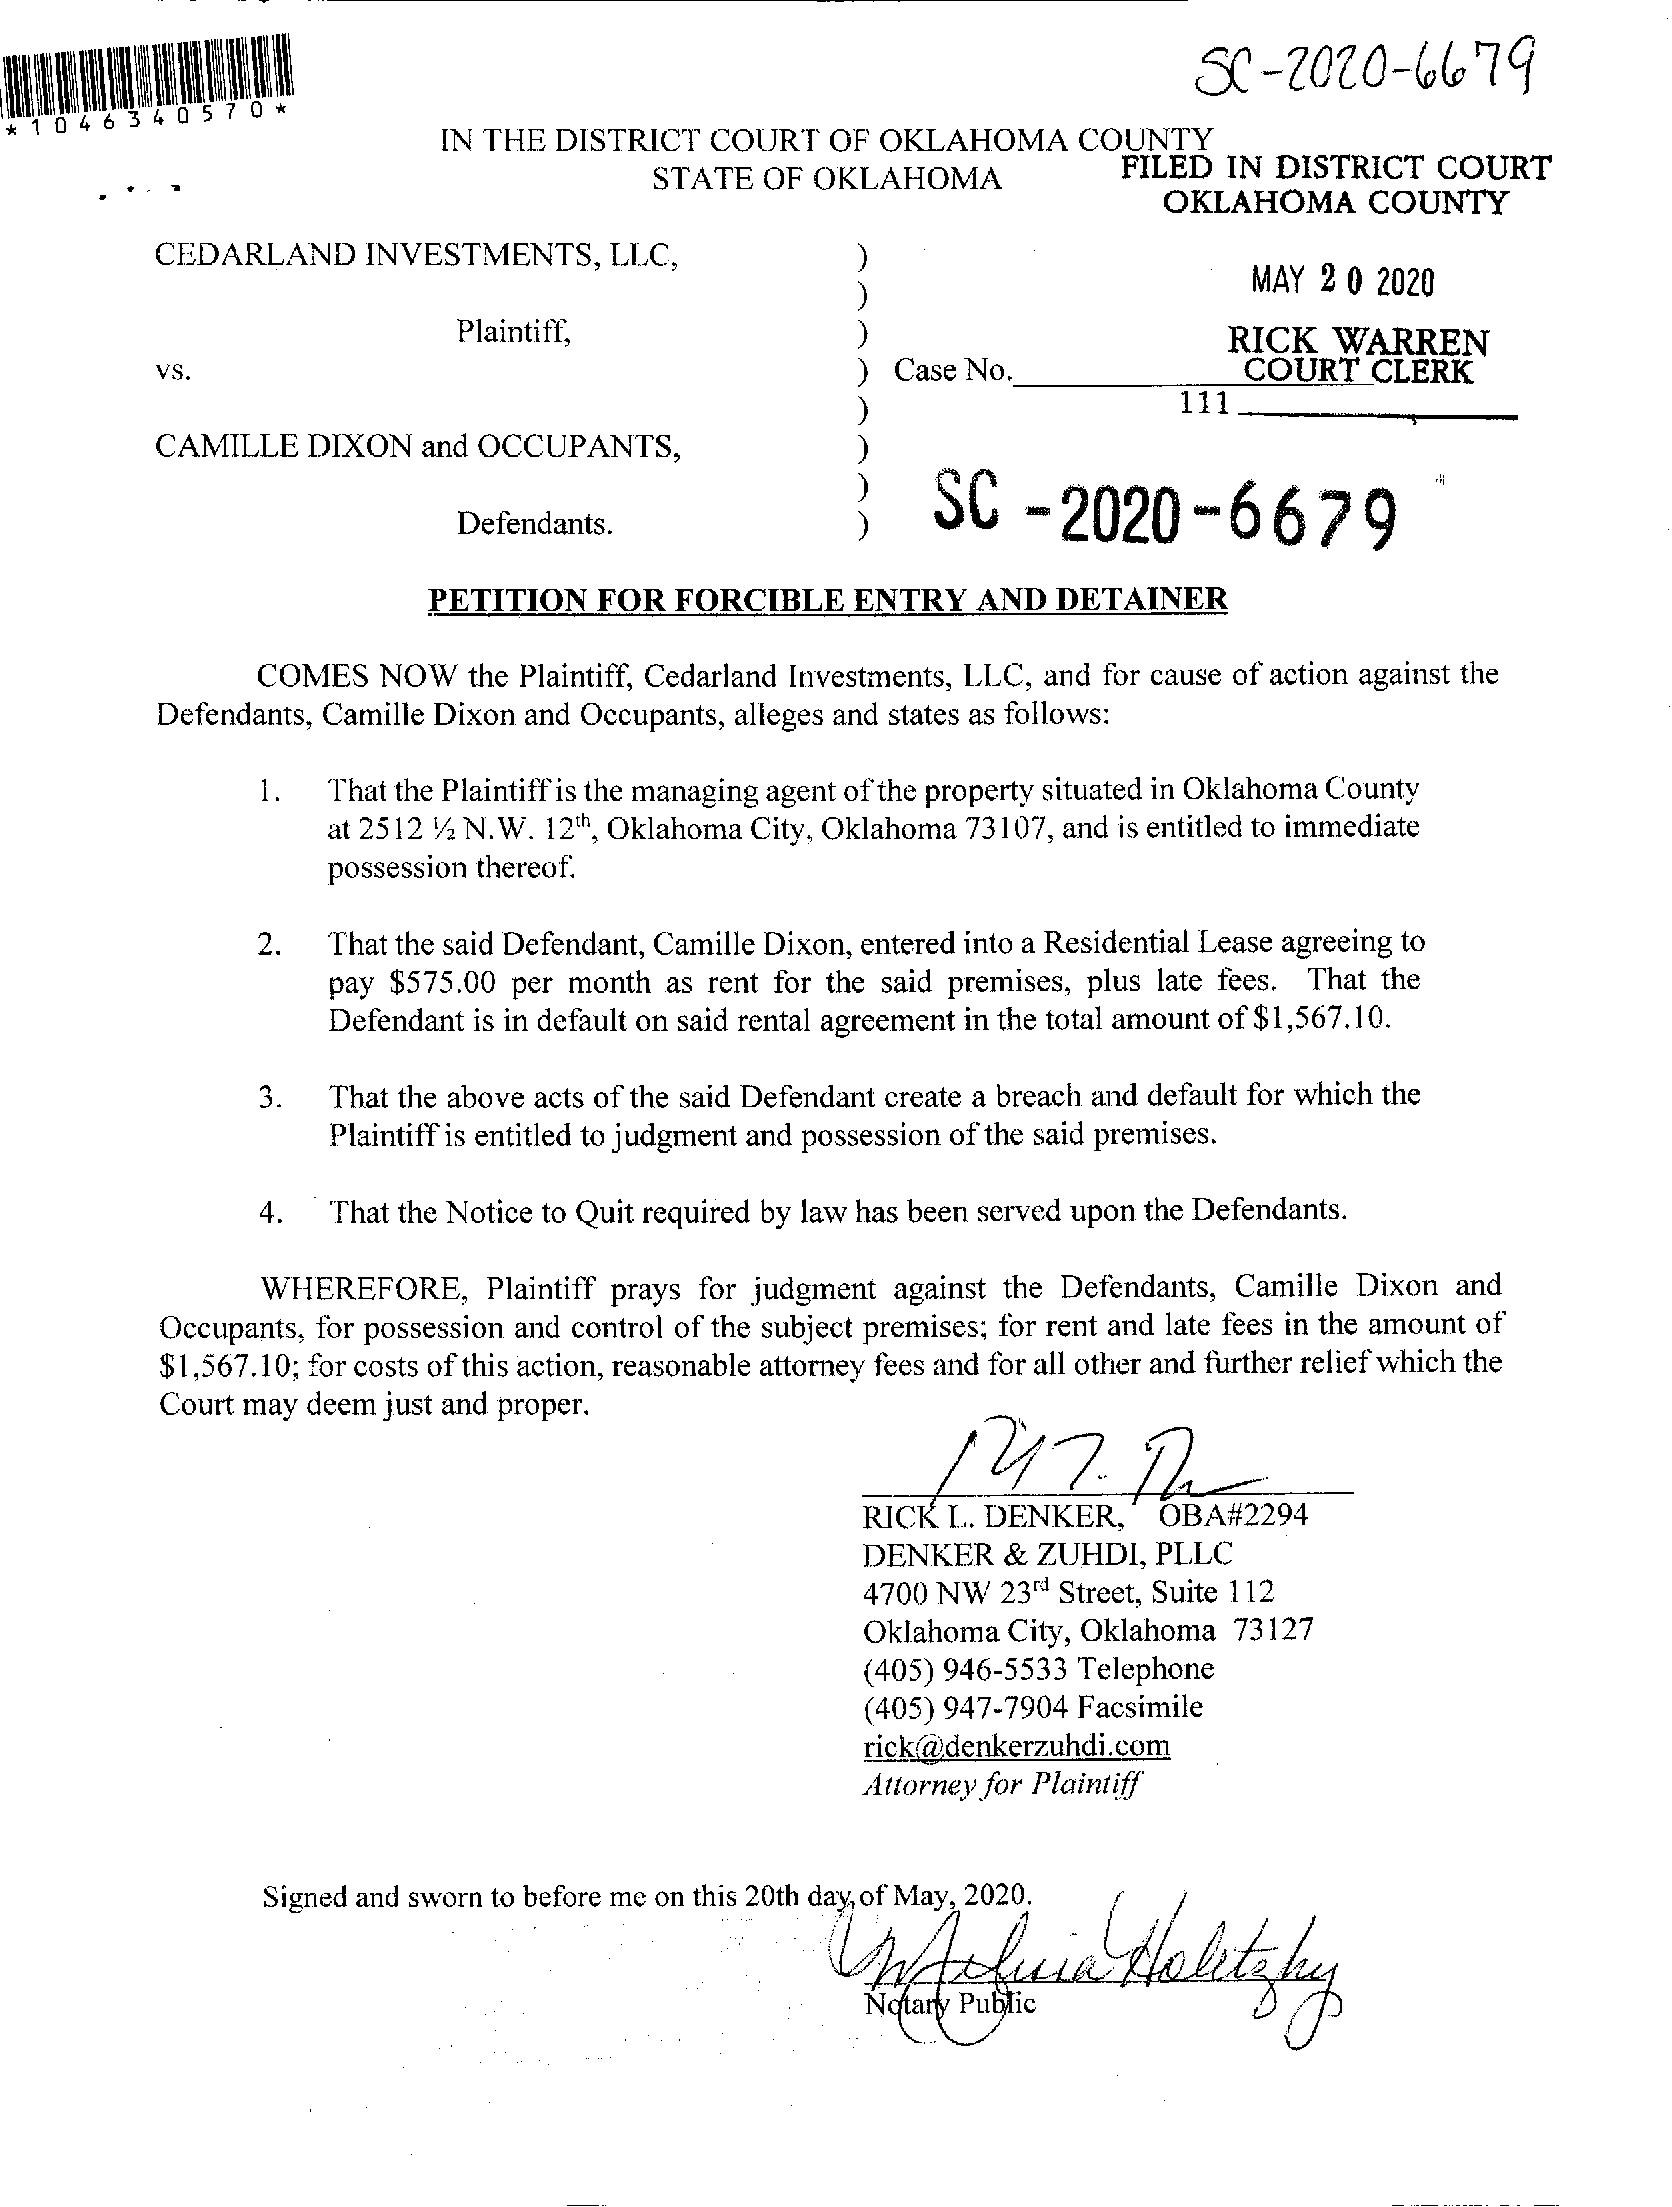 SC-2020-6679
*1046340570*
IN THE DISTRICT COURT OF OKLAHOMA COUNTY
STATE OF OKLAHOMA
FILED IN DISTRICT COURT
OKLAHOMA COUNTY
CEDARLAND INVESTMENTS, LLC, )
)
MAY 20 2020
Plaintiff, )
RICK WARREN
vs. ) Case No.
COURT CLERK
) 111
CAMILLE DIXON and OCCUPANTS, )
)
SC-2020-6679
Defendants. )
PETITION FOR FORCIBLE ENTRY AND DETAINER
COMES NOW the Plaintiff, Cedarland Investments, LLC, and for cause of action against the
Defendants, Camille Dixon and Occupants, alleges and states as follows:
1. That the Plaintiff is the managing agent of the property situated in Oklahoma County
at 2512 ½ N.W. 12th, Oklahoma City, Oklahoma 73107, and is entitled to immediate
possession thereof.
2. That the said Defendant, Camille Dixon, entered into a Residential Lease agreeing to
pay $575.00 per month as rent for the said premises, plus late fees. That the
Defendant is in default on said rental agreement in the total amount of $1,567.10.
3. That the above acts of the said Defendant create a breach and default for which the
Plaintiff is entitled to judgment and possession of the said premises.
4. That the Notice to Quit required by law has been served upon the Defendants.
WHEREFORE, Plaintiff prays for judgment against the Defendants, Camille Dixon and
Occupants, for possession and control of the subject premises; for rent and late fees in the amount of
$1,567.10; for costs of this action, reasonable attorney fees and for all other and further relief which the
Court may deem just and proper.
RICK L. DENKER, OBA#2294
DENKER & ZUHDI, PLLC
4700 NW 23rd Street, Suite 112
Oklahoma City, Oklahoma 73127
(405) 946-5533 Telephone
(405) 947-7904 Facsimile
rick@denkerzuhdi.com
Attorney for Plaintiff
Signed and sworn to before me on this 20th day of May, 2020.
Notary Public